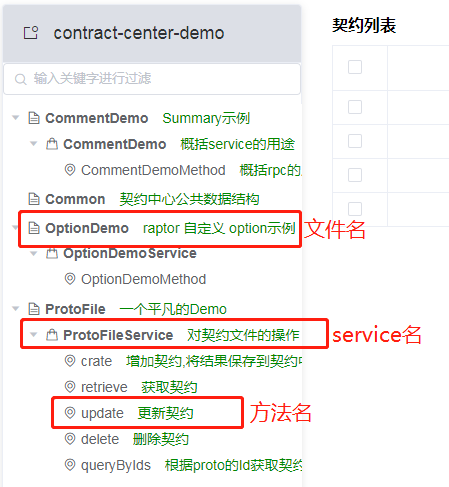 contract-center-demo
契约列表
输入关键字进行过滤
CommentDemo Summary示例
CommentDemo 概括service的用途
CommentDemoMethod 概括rpc的
Common 契约中心公共数据结构
OptionDemo raptor 自定义 option示例 文件名
OptionDemoService
OptionDemoMethod
ProtoFile 一个平凡的Demo
ProtoFileService 对契约文件的操作 service名
crate 增加契约,将结果保存到契约中
retrieve 获取契约
update 更新契约 方法名
delete 删除契约
queryByIds 根据proto的Id获取契约